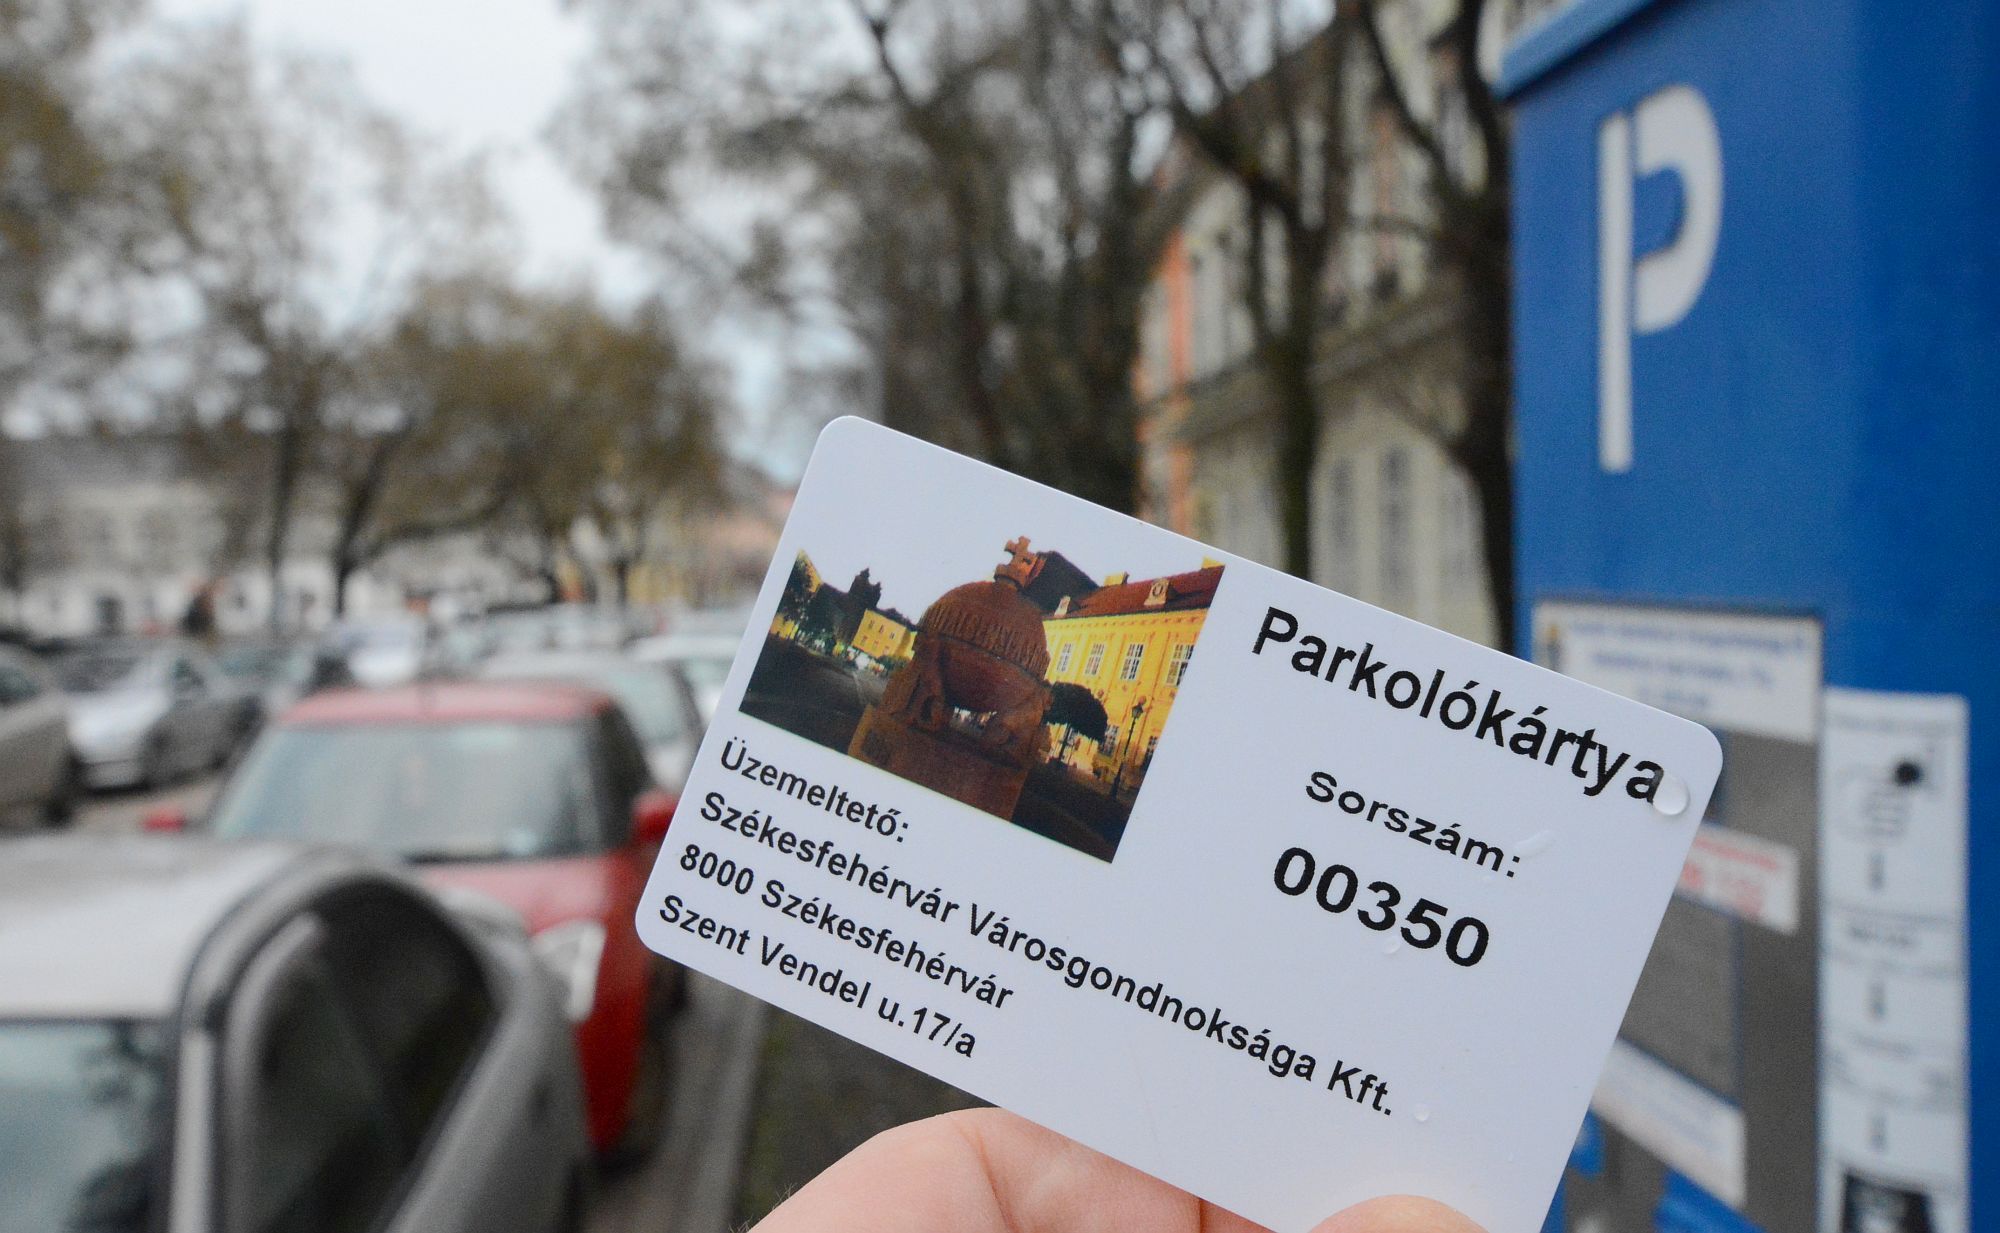 P
Parkolókártya
Sorszám:
00350
Üzemeltető:
Székesfehérvár Városgondnoksága Kft.
8000 Székesfehérvár
Szent Vendel u.17/a